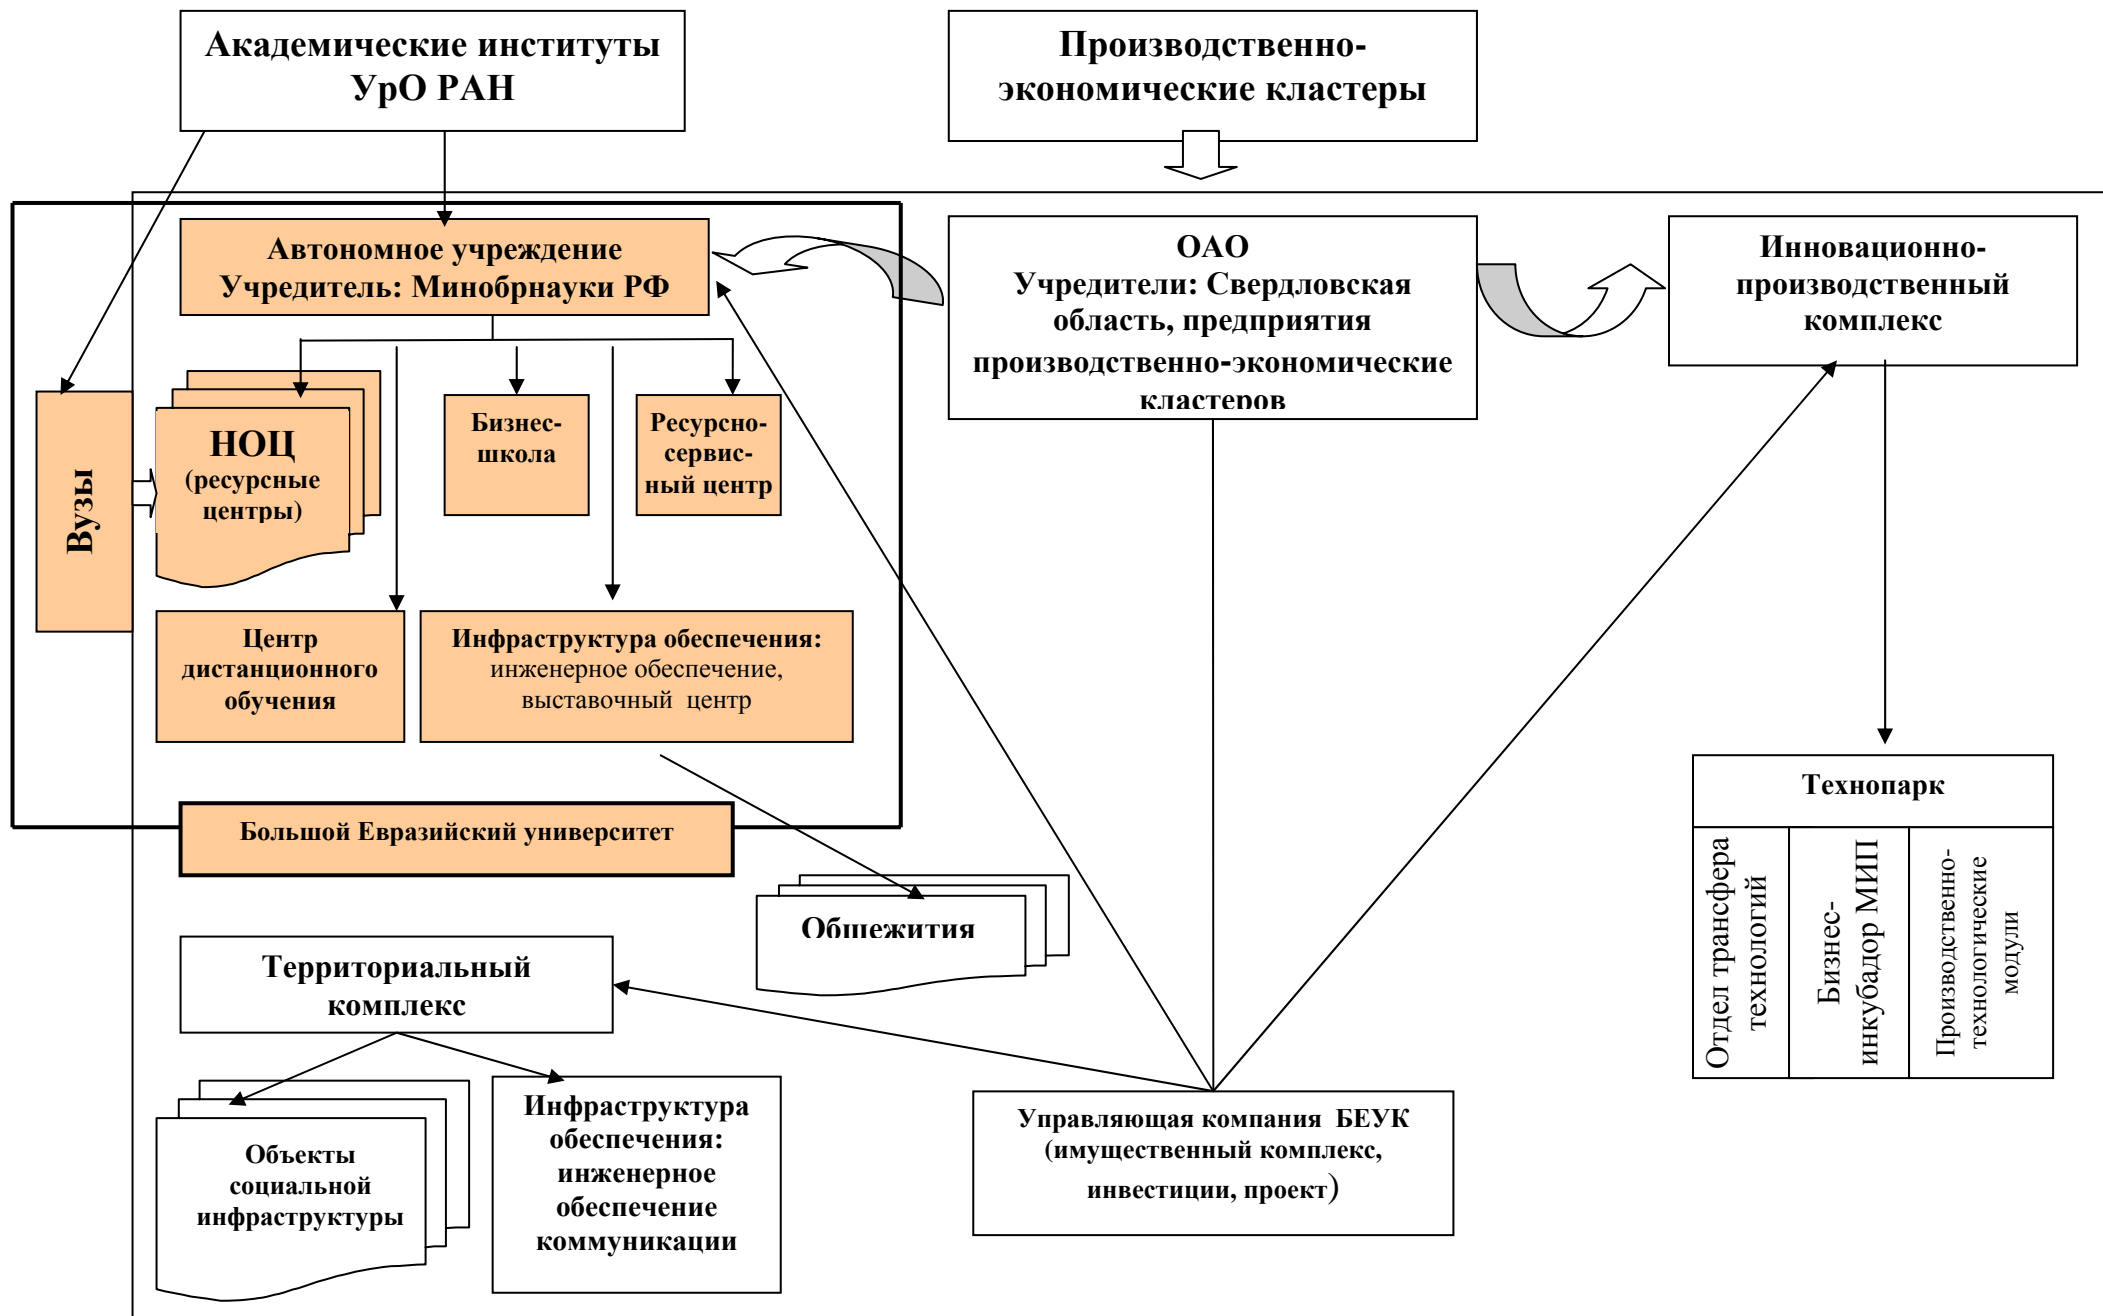 Академические институты
УрО РАН
Производственно-
экономические кластеры
Автономное учреждение
Учредитель: Минобрнауки РФ
ОАО
Учредители: Свердловская
область, предприятия
производственно-экономические
кластеров
Инновационно-
производственный
комплекс
Вузы
НОЦ
(ресурсные
центры)
Бизнес-
школа
Ресурсно-
сервис-
ный центр
Центр
дистанционного
обучения
Инфраструктура обеспечения:
инженерное обеспечение,
выставочный центр
Большой Евразийский университет
Технопарк
Отдел трансфера
технологий
Бизнес-
инкубадор МИП
Производственно-
технологические
модули
Общежития
Территориальный
комплекс
Объекты
социальной
инфраструктуры
Инфраструктура
обеспечения:
инженерное
обеспечение
коммуникации
Управляющая компания БЕУК
(имущественный комплекс,
инвестиции, проект)